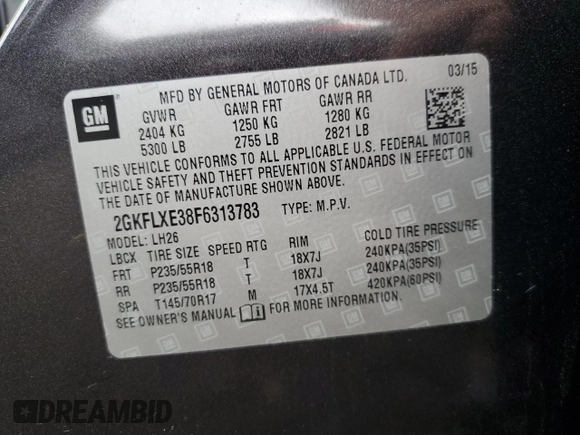 MFD BY GENERAL MOTORS OF CANADA LTD. 03/15
GM
GVWR GAWR FRT GAWR RR
2404 KG 1250 KG 1280 KG
5300 LB 2755 LB 2821 LB
THIS VEHICLE CONFORMS TO ALL APPLICABLE U.S. FEDERAL MOTOR
VEHICLE SAFETY AND THEFT PREVENTION STANDARDS IN EFFECT ON
THE DATE OF MANUFACTURE SHOWN ABOVE.
2GKFLXE38F6313783 TYPE: M.P.V.
MODEL: LH26
LBCX TIRE SIZE SPEED RTG RIM COLD TIRE PRESSURE
FRT P235/55R18 T 18X7J 240KPA(35PSI)
RR P235/55R18 T 18X7J 240KPA(35PSI)
SPA T145/70R17 M 17X4.5T 420KPA(60PSI)
SEE OWNER'S MANUAL FOR MORE INFORMATION.
DREAMBID